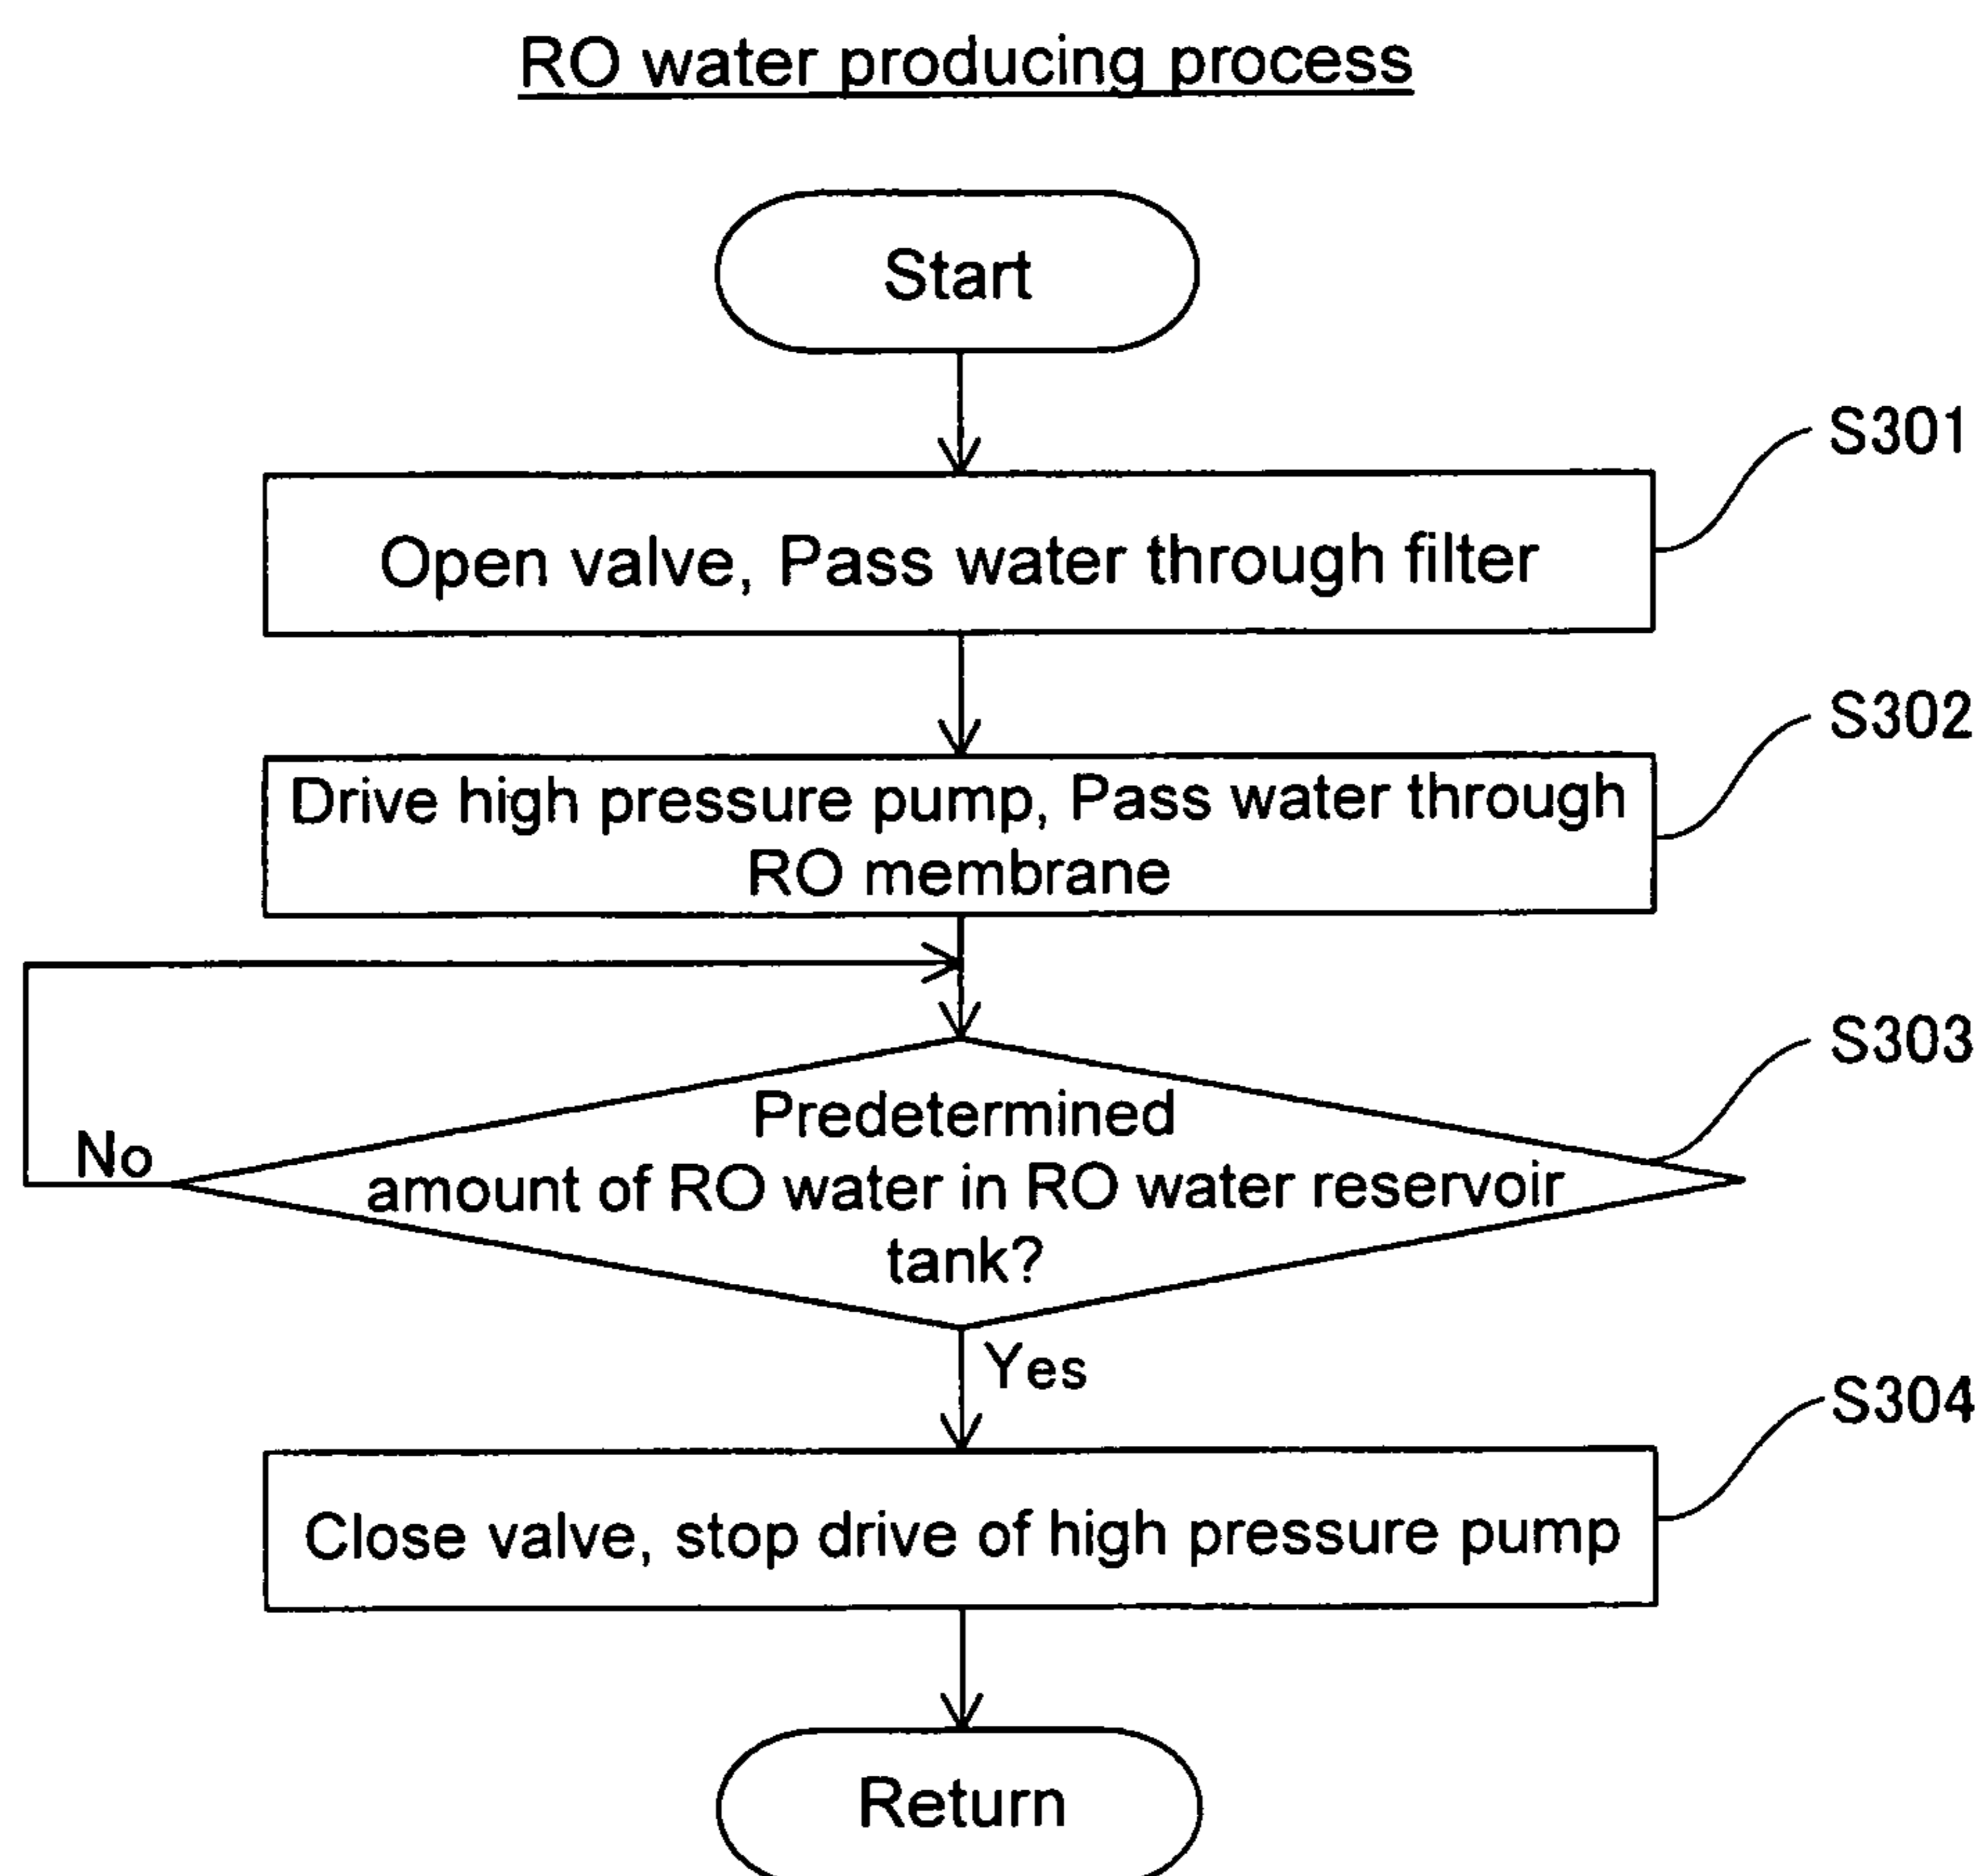 RO water producing process
Start
S301
Open valve, Pass water through filter
S302
Drive high pressure pump, Pass water through
RO membrane
S303
Predetermined
No
amount of RO water in RO water reservoir
tank?
Yes
S304
Close valve, stop drive of high pressure pump
Return